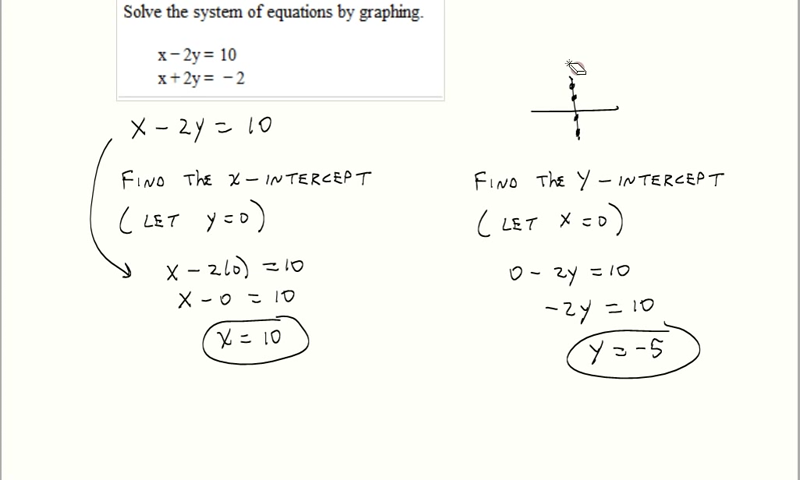 Solve the system of equations by graphing.
x − 2y = 10
x + 2y = −2
X − 2Y = 10
FIND THE X-INTERCEPT
(LET Y=0)
X − 2(0) = 10
X − 0 = 10
X = 10
FIND THE Y-INTERCEPT
(LET X=0)
0 − 2Y = 10
−2Y = 10
Y = −5